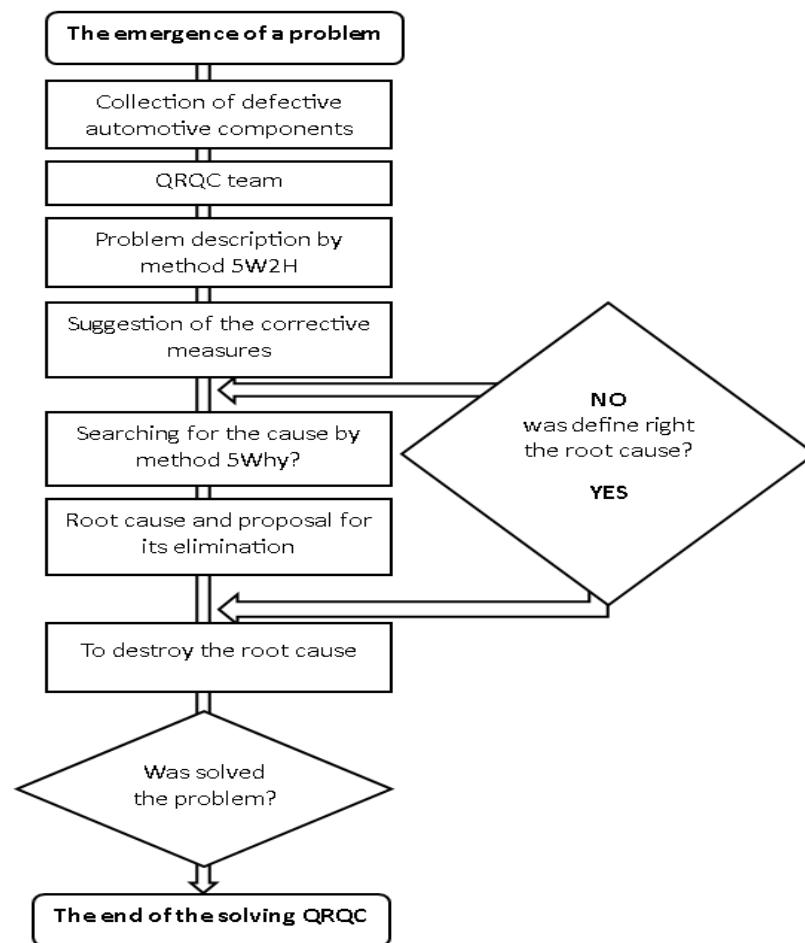 The emergence of a problem
Collection of defective
automotive components
QRQC team
Problem description by
method 5W2H
Suggestion of the corrective
measures
Searching for the cause by
method 5Why?
Root cause and proposal for
its elimination
NO
was define right
the root cause?
YES
To destroy the root cause
Was solved
the problem?
The end of the solving QRQC